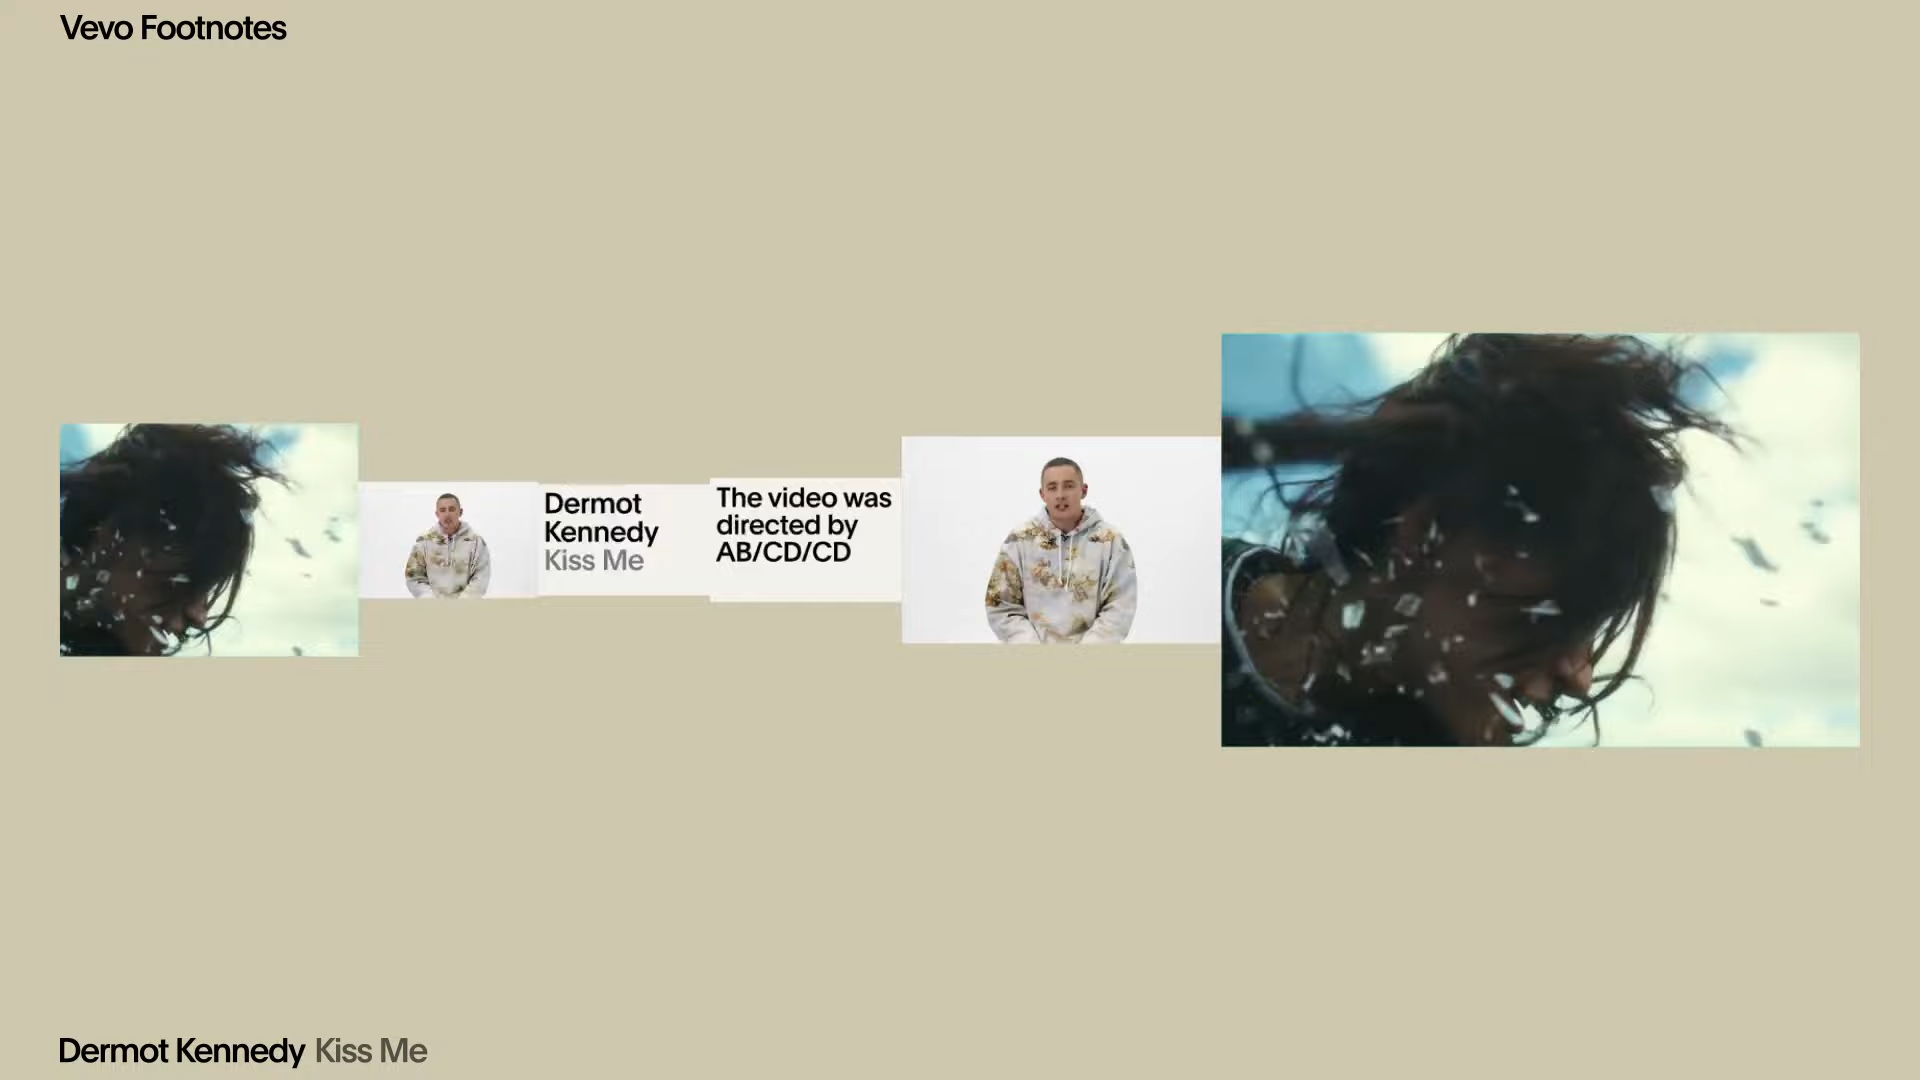 Vevo Footnotes
Dermot
Kennedy
Kiss Me
The video was
directed by
AB/CD/CD
Dermot Kennedy Kiss Me